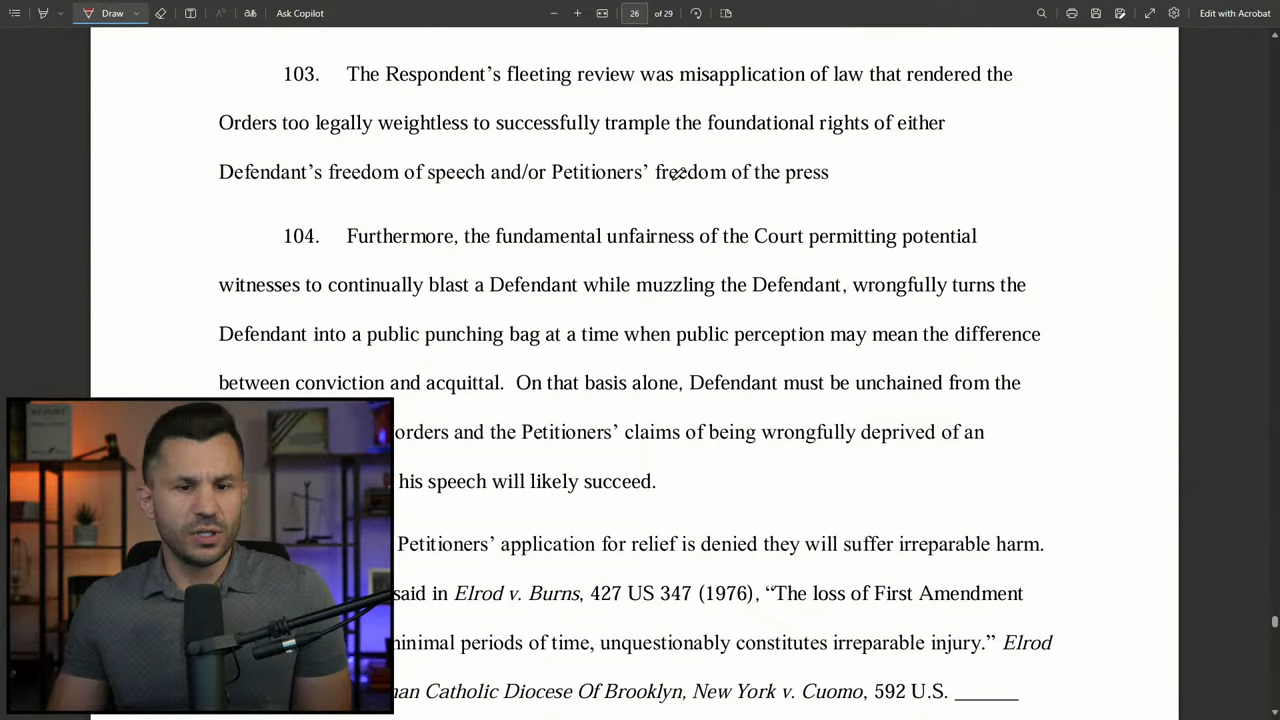 Draw
Ask Copilot
26 of 29
Edit with Acrobat
103. The Respondent’s fleeting review was misapplication of law that rendered the
Orders too legally weightless to successfully trample the foundational rights of either
Defendant’s freedom of speech and/or Petitioners’ freedom of the press
104. Furthermore, the fundamental unfairness of the Court permitting potential
witnesses to continually blast a Defendant while muzzling the Defendant, wrongfully turns the
Defendant into a public punching bag at a time when public perception may mean the difference
between conviction and acquittal. On that basis alone, Defendant must be unchained from the
orders and the Petitioners’ claims of being wrongfully deprived of an
his speech will likely succeed.
Petitioners’ application for relief is denied they will suffer irreparable harm.
said in Elrod v. Burns, 427 US 347 (1976), “The loss of First Amendment
periods of time, unquestionably constitutes irreparable injury.” Elrod
Catholic Diocese Of Brooklyn, New York v. Cuomo, 592 U.S. ______